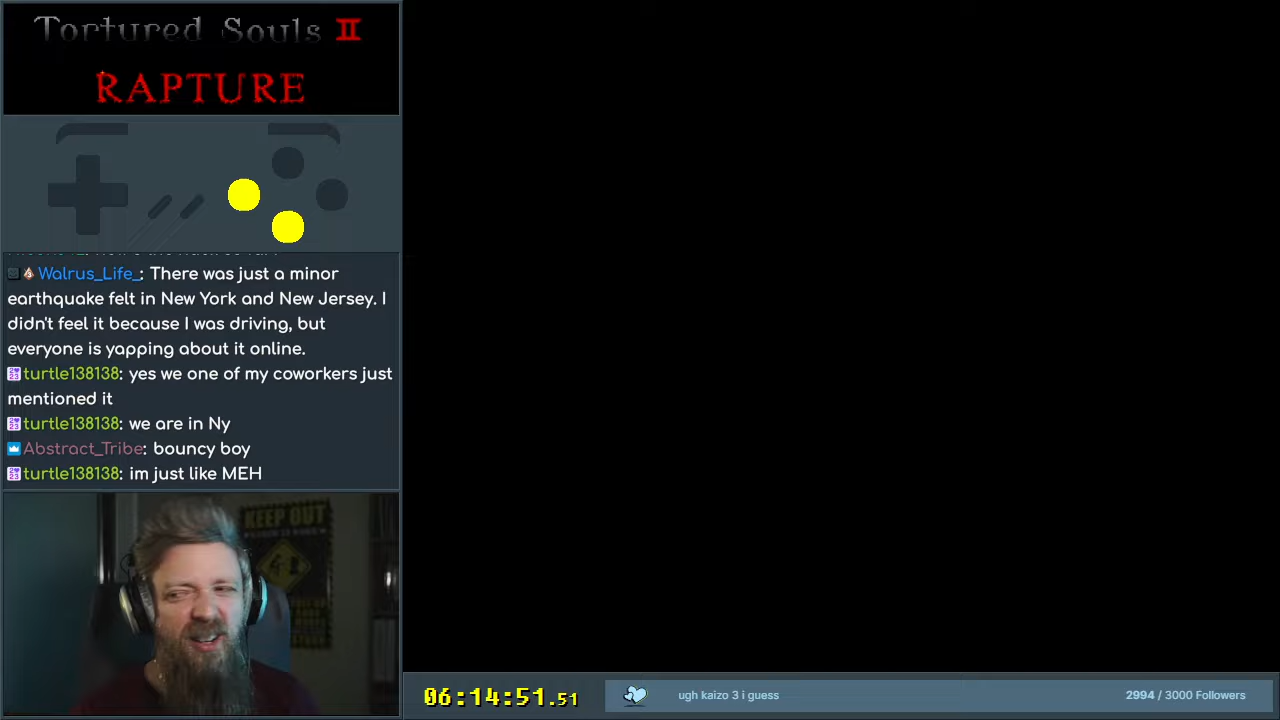 Tortured Souls II
RAPTURE
Walrus_Life_: There was just a minor
earthquake felt in New York and New Jersey. I
didn't feel it because I was driving, but
everyone is yapping about it online.
turtle138138: yes we one of my coworkers just
mentioned it
turtle138138: we are in Ny
Abstract_Tribe: bouncy boy
turtle138138: im just like MEH
KEEP OUT
06:14:51.51
ugh kaizo 3 i guess
2994 / 3000 Followers